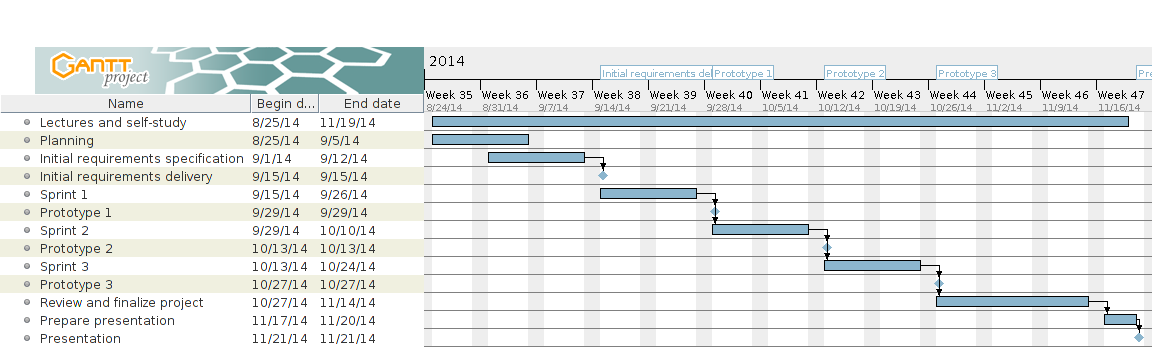 GANTT
project
2014
Initial requirements del Prototype 1 Prototype 2 Prototype 3 Pre
Week 35 Week 36 Week 37 Week 38 Week 39 Week 40 Week 41 Week 42 Week 43 Week 44 Week 45 Week 46 Week 47
8/24/14 8/31/14 9/7/14 9/14/14 9/21/14 9/28/14 10/5/14 10/12/14 10/19/14 10/26/14 11/2/14 11/9/14 11/16/14
Name Begin d... End date
Lectures and self-study 8/25/14 11/19/14
Planning 8/25/14 9/5/14
Initial requirements specification 9/1/14 9/12/14
Initial requirements delivery 9/15/14 9/15/14
Sprint 1 9/15/14 9/26/14
Prototype 1 9/29/14 9/29/14
Sprint 2 9/29/14 10/10/14
Prototype 2 10/13/14 10/13/14
Sprint 3 10/13/14 10/24/14
Prototype 3 10/27/14 10/27/14
Review and finalize project 10/27/14 11/14/14
Prepare presentation 11/17/14 11/20/14
Presentation 11/21/14 11/21/14